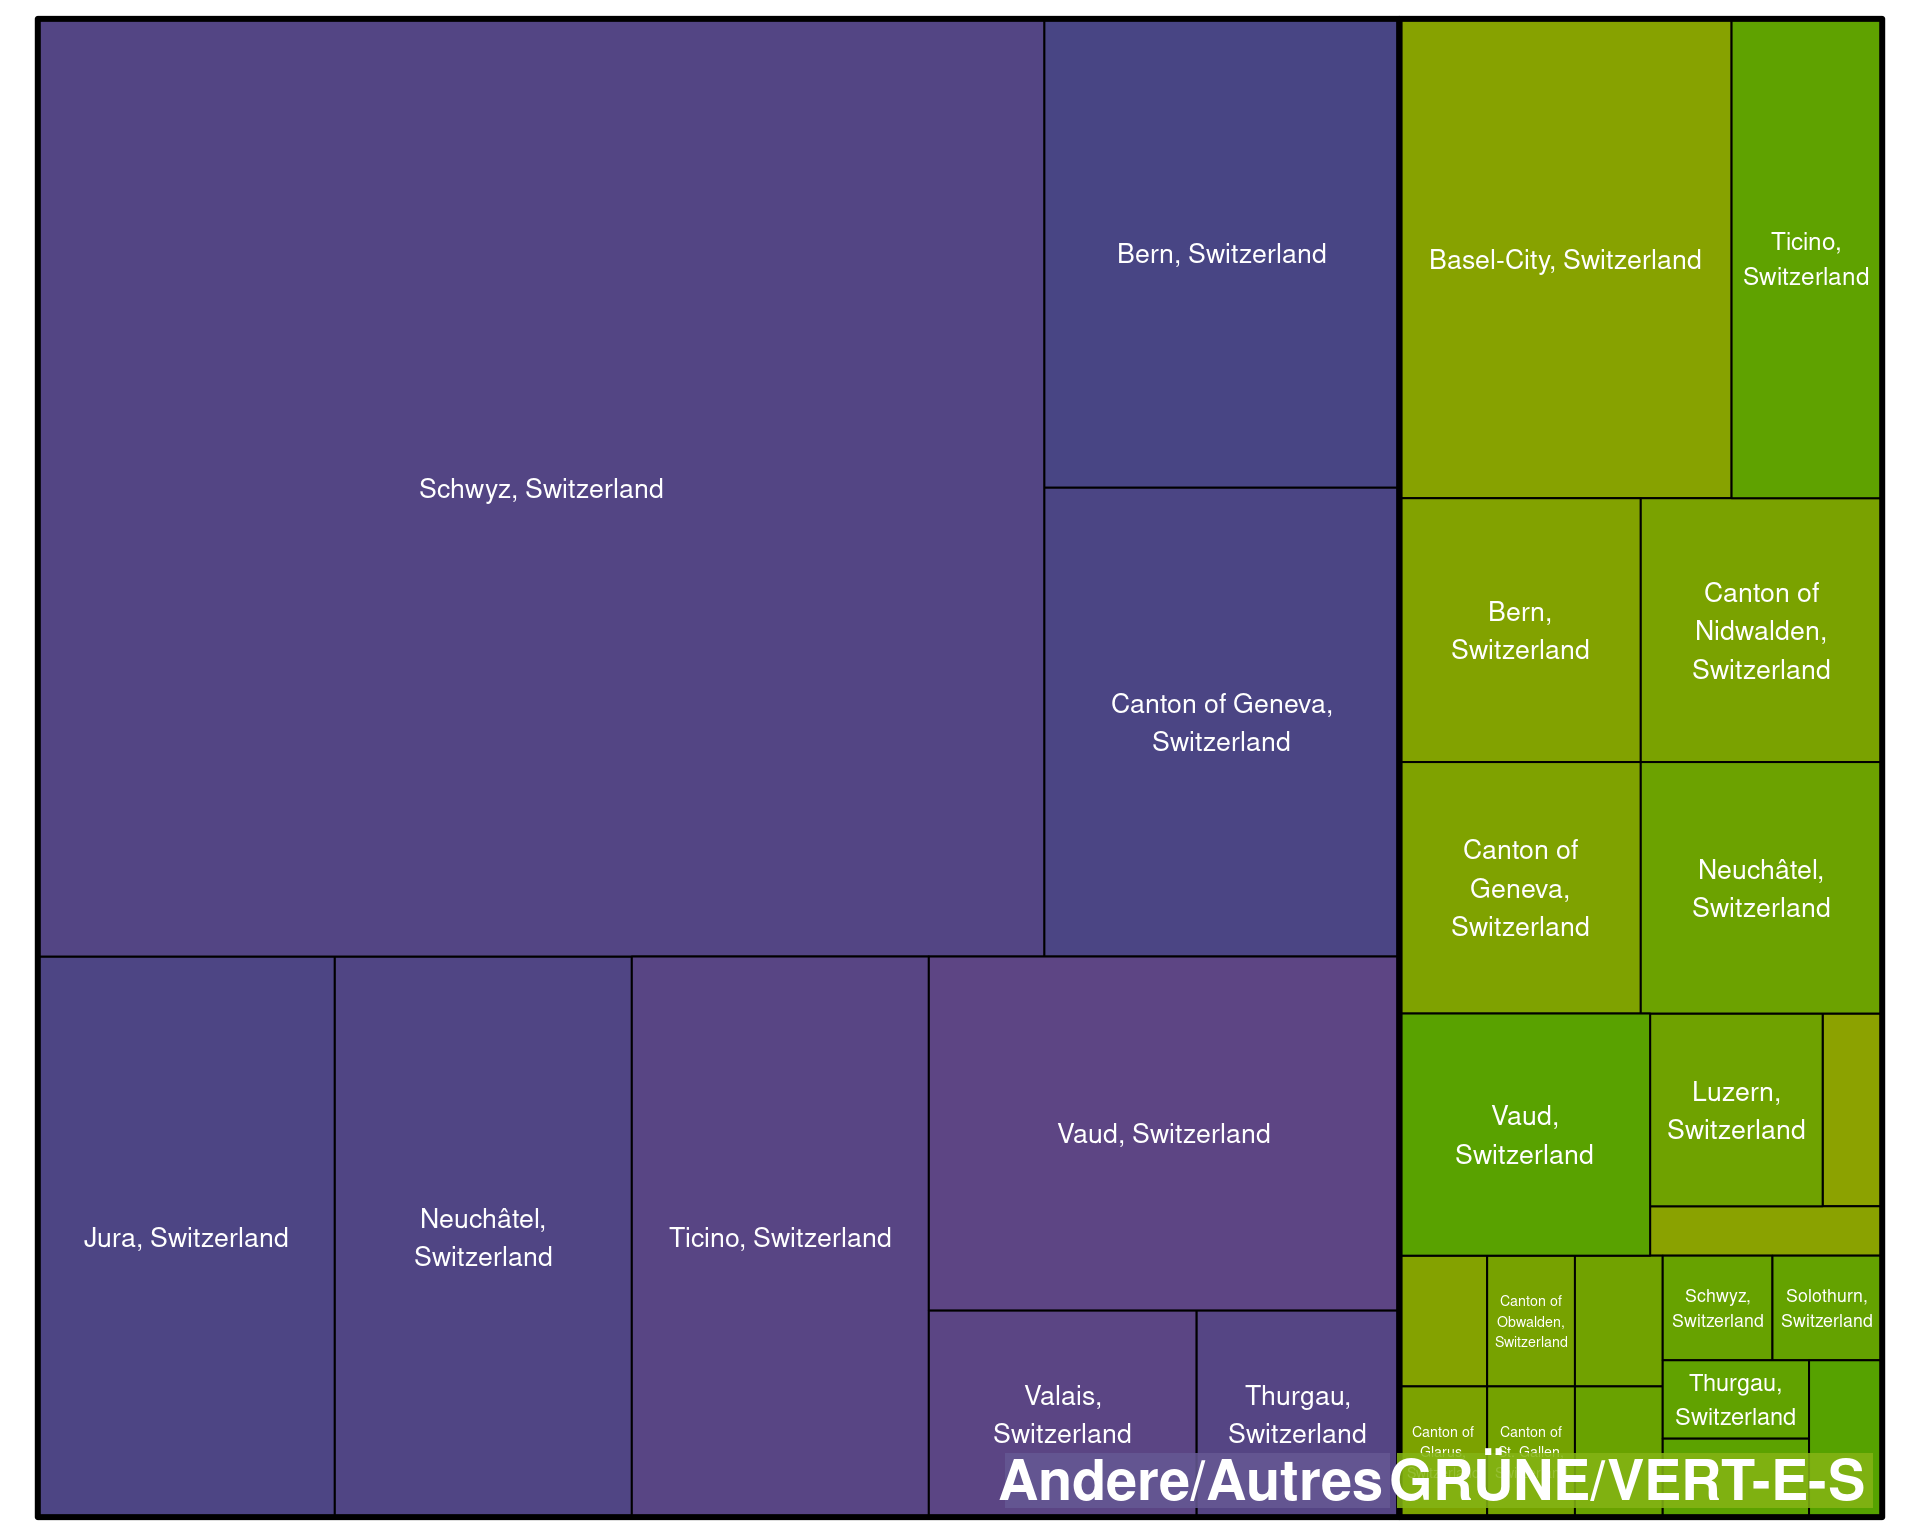 Schwyz, Switzerland
Bern, Switzerland
Canton of Geneva,
Switzerland
Jura, Switzerland
Neuchâtel,
Switzerland
Ticino, Switzerland
Vaud, Switzerland
Valais,
Switzerland
Thurgau,
Switzerland
Andere/Autres
Basel-City, Switzerland
Ticino,
Switzerland
Bern,
Switzerland
Canton of
Nidwalden,
Switzerland
Canton of
Geneva,
Switzerland
Neuchâtel,
Switzerland
Vaud,
Switzerland
Luzern,
Switzerland
Canton of
Obwalden,
Switzerland
Schwyz,
Switzerland
Solothurn,
Switzerland
Thurgau,
Switzerland
Canton of
Glarus,
Canton of
St. Gallen,
GRÜNE/VERT-E-S